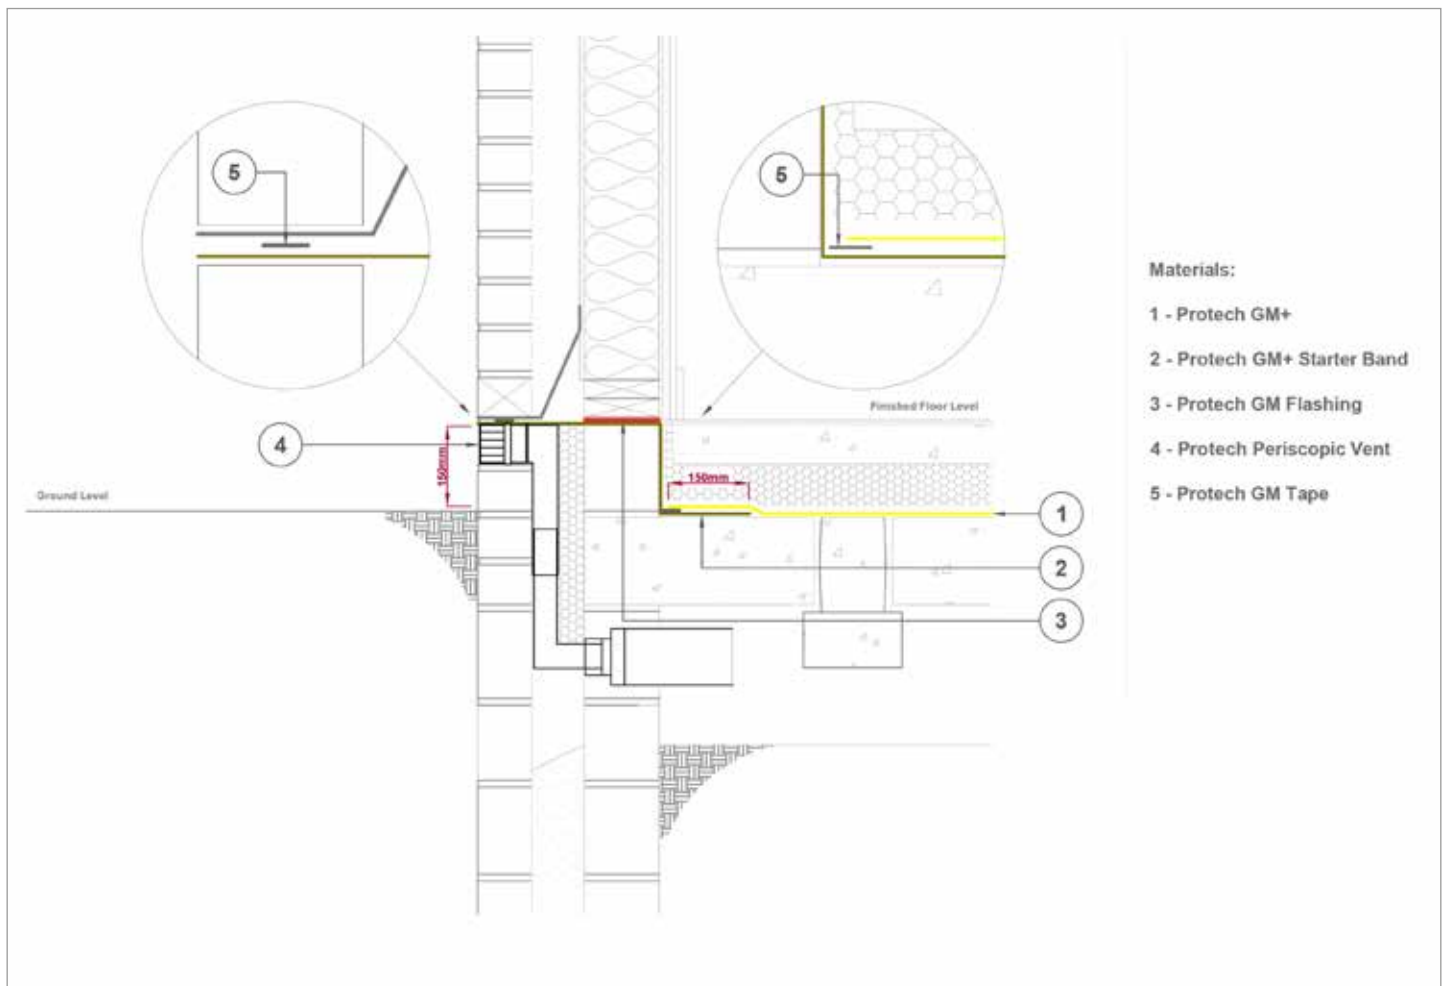 5
5
Materials:
1 - Protech GM+
2 - Protech GM+ Starter Band
3 - Protech GM Flashing
4 - Protech Periscopic Vent
5 - Protech GM Tape
Finished Floor Level
4
150mm
150mm
Ground Level
1
2
3